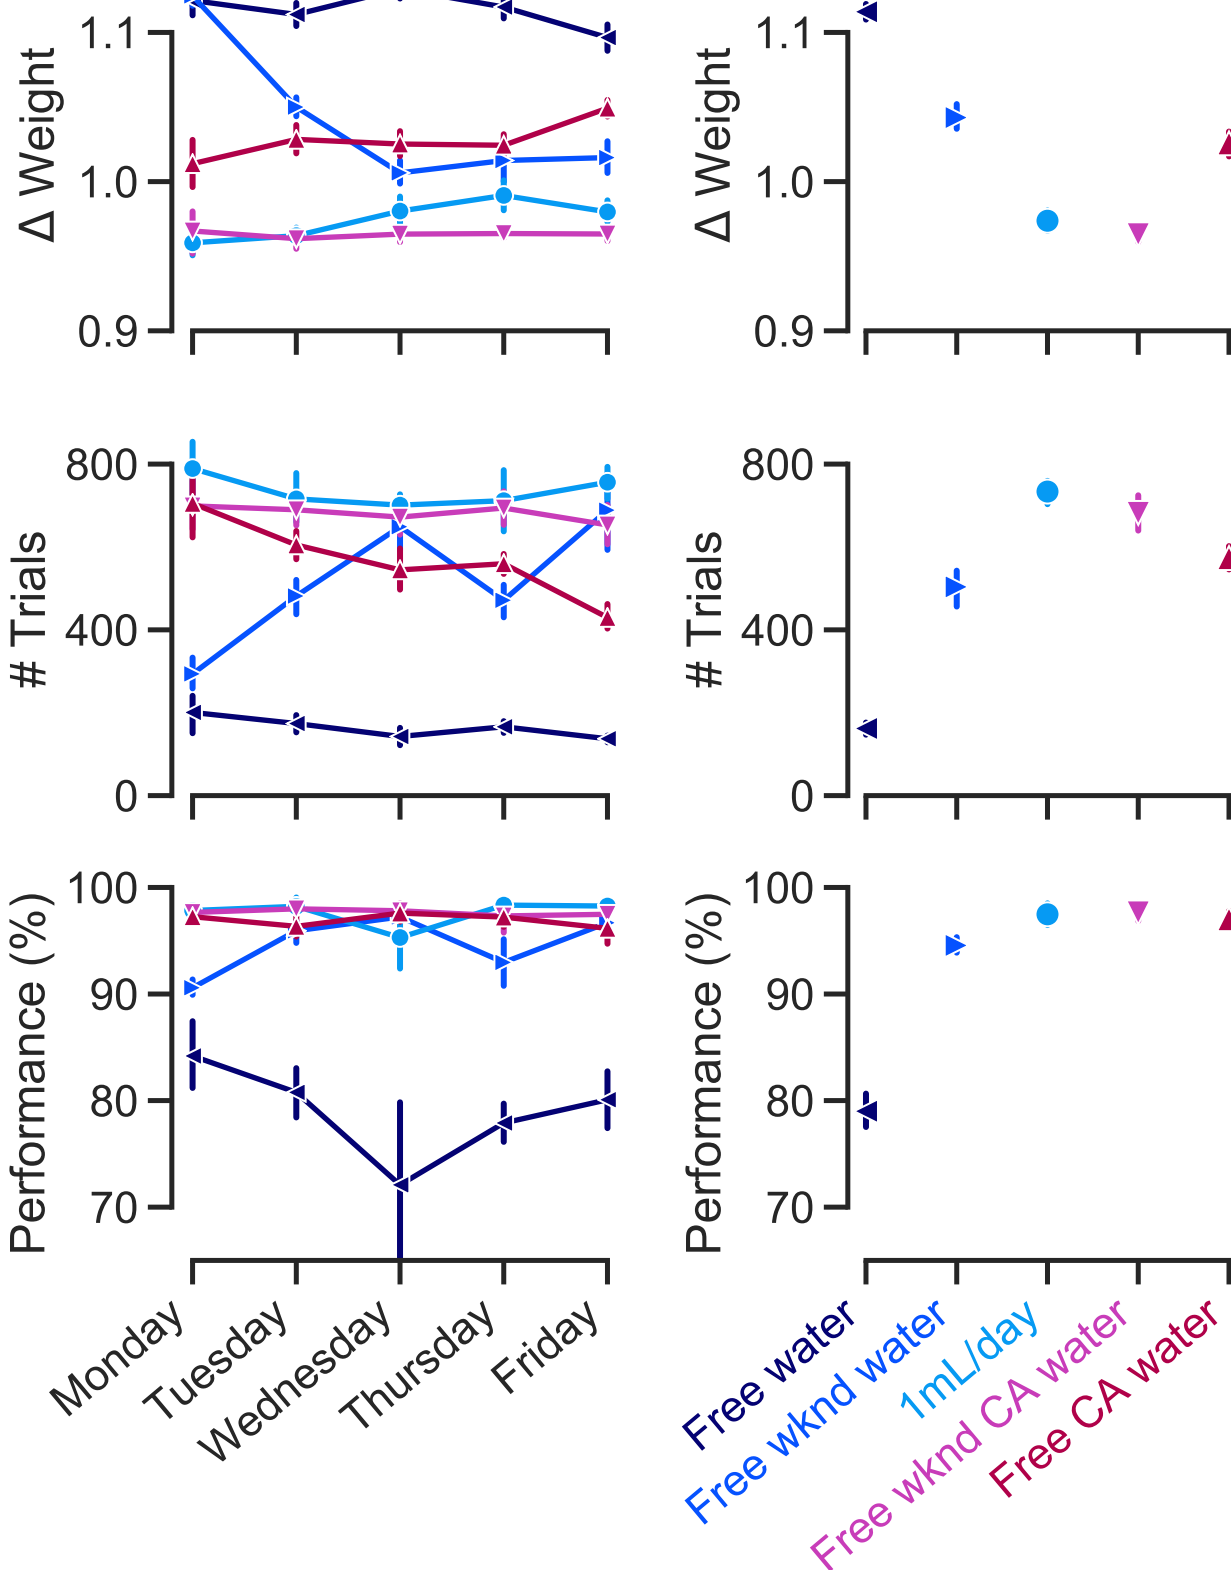 Δ Weight
1.1
1.0
0.9
Δ Weight
1.1
1.0
0.9
# Trials
800
400
0
# Trials
800
400
0
Performance (%)
100
90
80
70
Performance (%)
100
90
80
70
Monday
Tuesday
Wednesday
Thursday
Friday
Free water
Free wknd water
1mL/day
Free wknd CA water
Free CA water